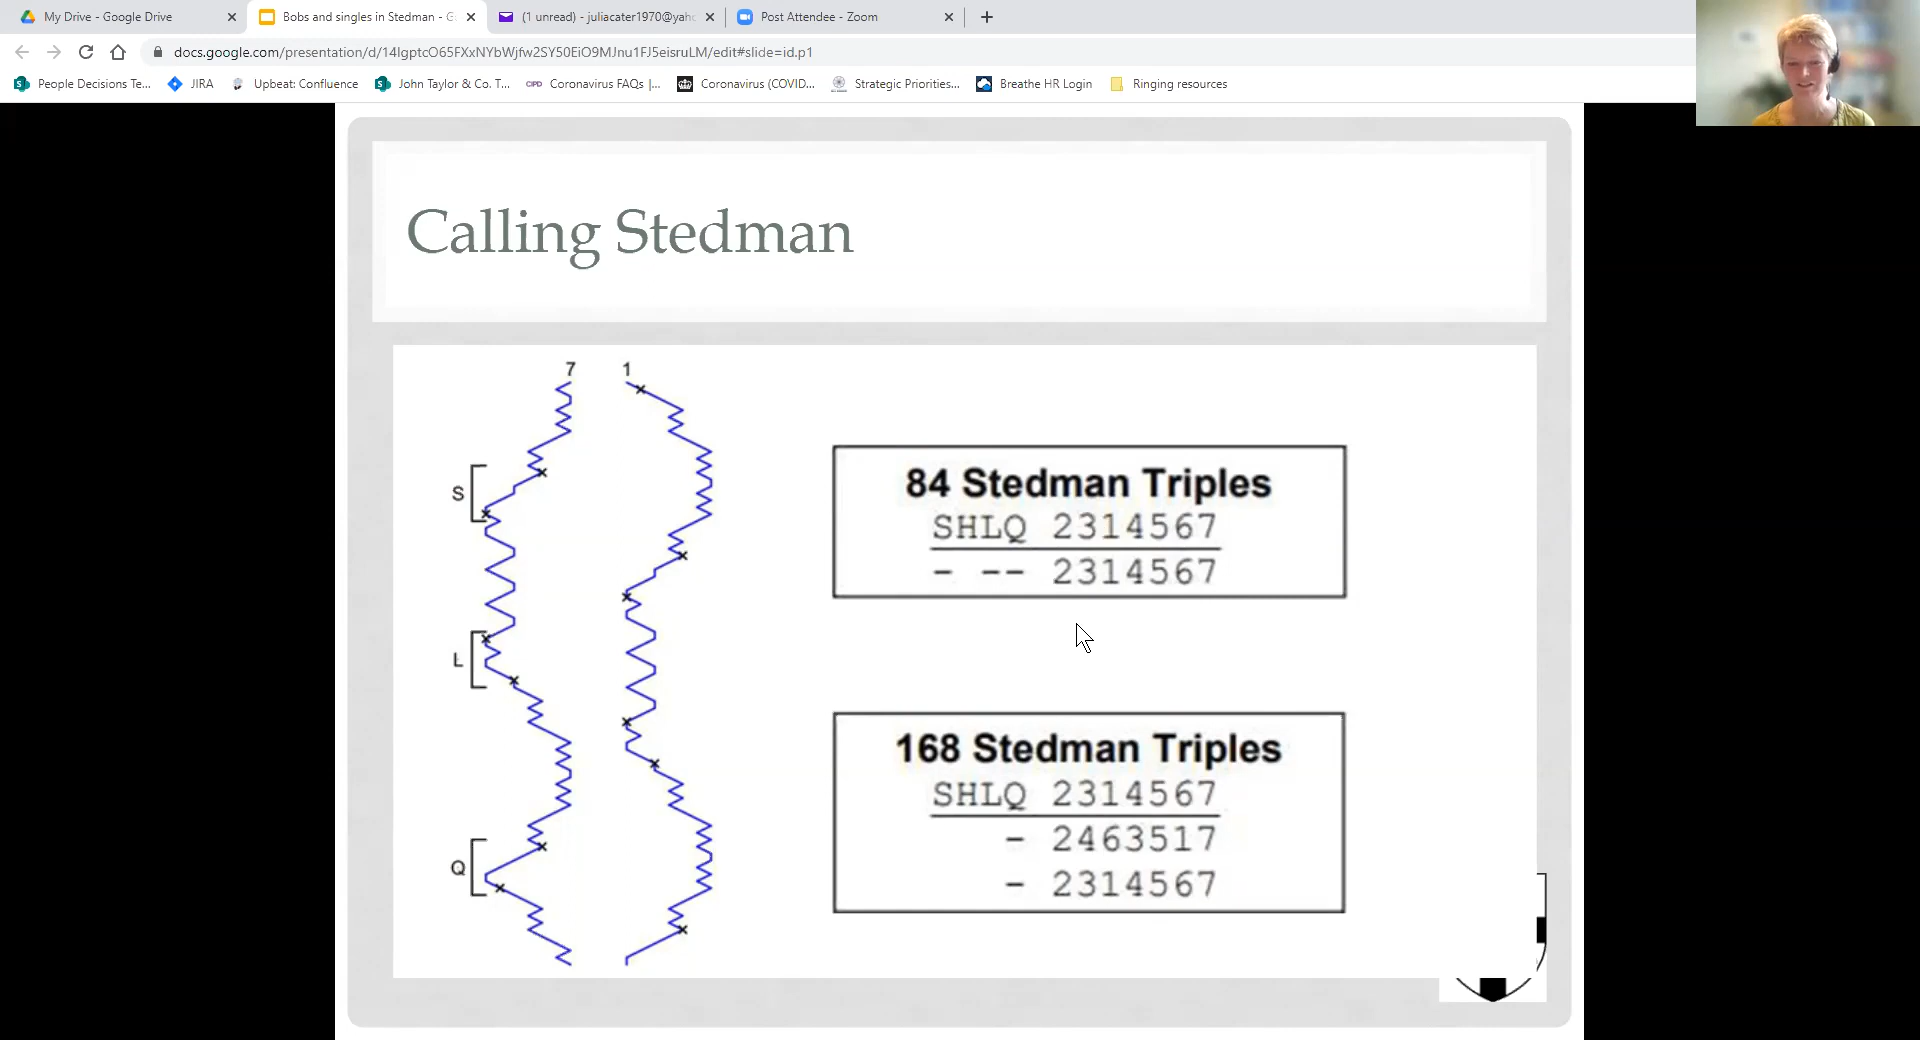 My Drive - Google Drive
Bobs and singles in Stedman - G
(1 unread) - juliacater1970@yaho
Post Attendee - Zoom
docs.google.com/presentation/d/14lgptcO65FXxNYbWjfw2SY50EiO9MJnu1FJ5eisruLM/edit#slide=id.p1
People Decisions Te...
JIRA
Upbeat: Confluence
John Taylor & Co. T...
CIPD
Coronavirus FAQs |...
Coronavirus (COVID...
Strategic Priorities...
Breathe HR Login
Ringing resources
Calling Stedman
7 1
S
L
Q
84 Stedman Triples
SHLQ 2314567
- -- 2314567
168 Stedman Triples
SHLQ 2314567
- 2463517
- 2314567